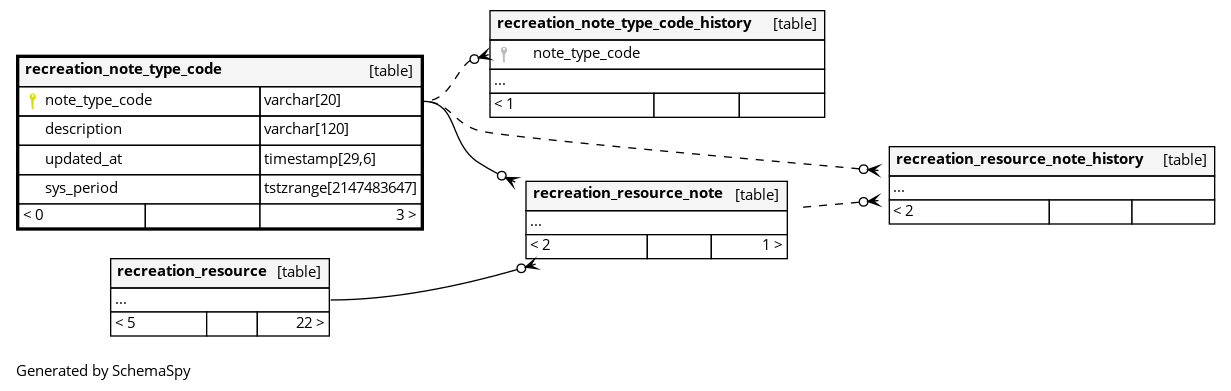 recreation_note_type_code [table]
note_type_code varchar[20]
description varchar[120]
updated_at timestamp[29,6]
sys_period tstzrange[2147483647]
< 0 3 >
recreation_note_type_code_history [table]
note_type_code
...
< 1
recreation_resource_note_history [table]
...
< 2
recreation_resource_note [table]
...
< 2 1 >
recreation_resource [table]
...
< 5 22 >
Generated by SchemaSpy